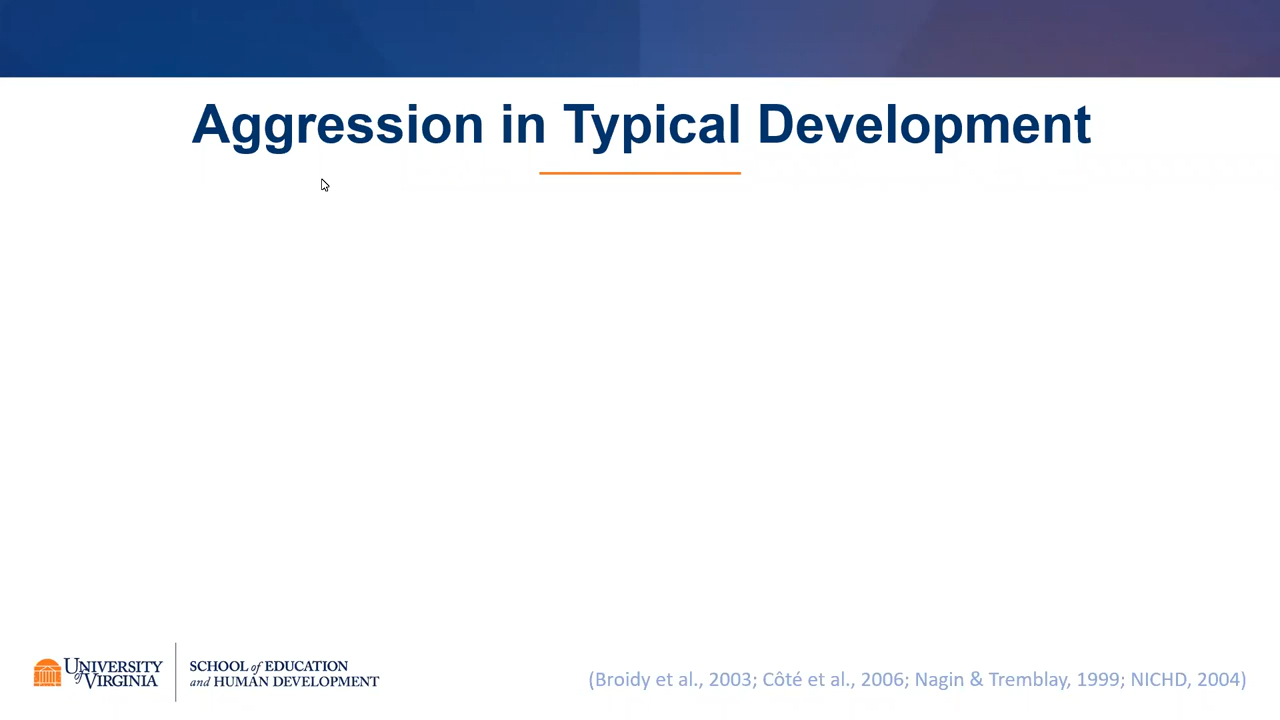 Aggression in Typical Development
UNIVERSITY
of VIRGINIA
SCHOOL of EDUCATION
and HUMAN DEVELOPMENT
(Broidy et al., 2003; Côté et al., 2006; Nagin & Tremblay, 1999; NICHD, 2004)